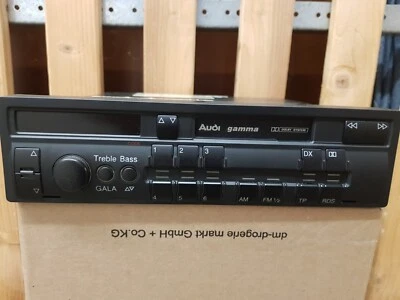 Audi gamma
Treble Bass
1 2 3
DX
GALA
4 5 6 AM FM1s TP RDS
dm-drogerie markt GmbH + Co.KG